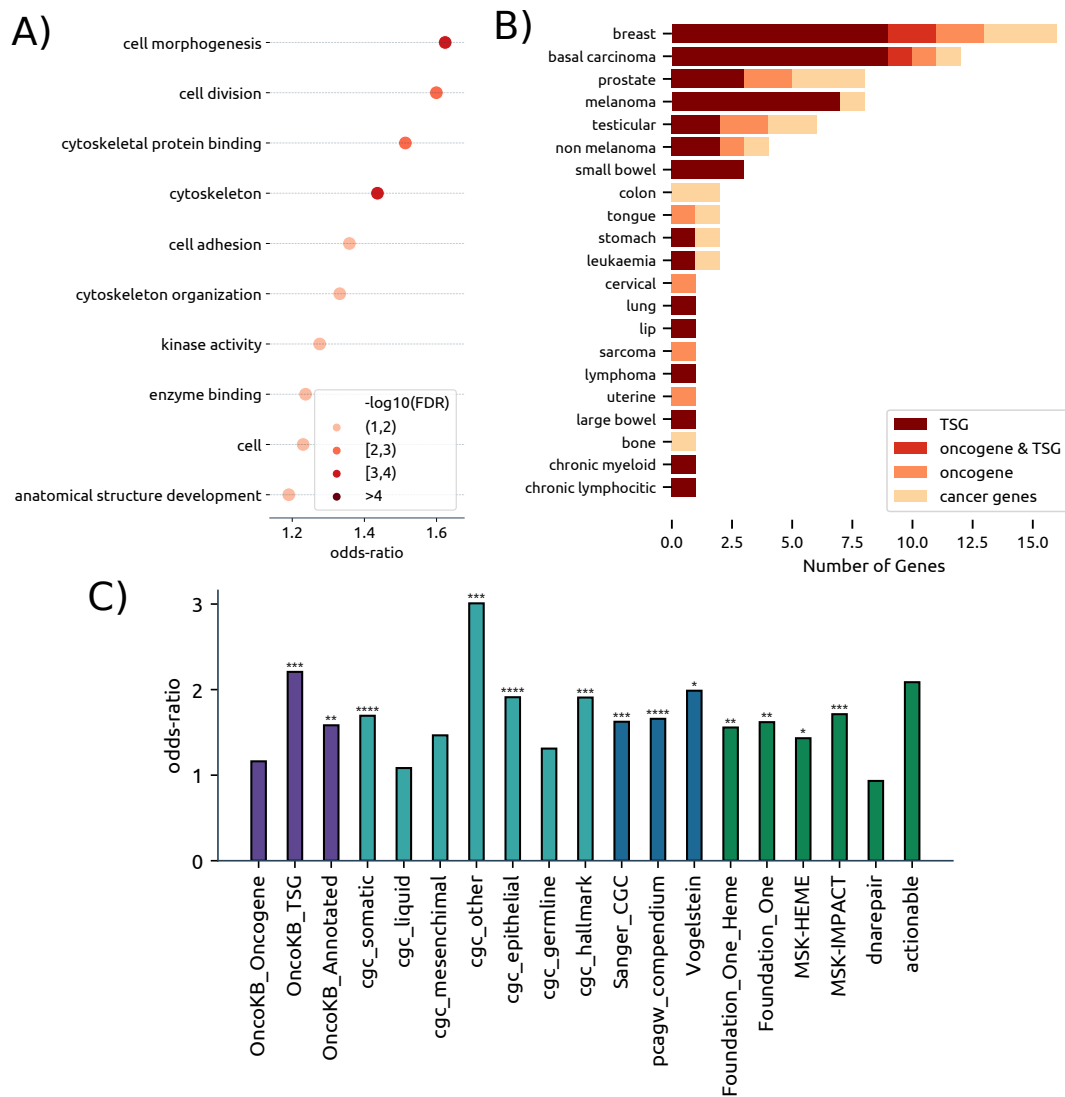 A)
cell morphogenesis
cell division
cytoskeletal protein binding
cytoskeleton
cell adhesion
cytoskeleton organization
kinase activity
enzyme binding
cell
anatomical structure development
-log10(FDR)
(1,2)
[2,3)
[3,4)
>4
1.2 1.4 1.6
odds-ratio
B)
breast
basal carcinoma
prostate
melanoma
testicular
non melanoma
small bowel
colon
tongue
stomach
leukaemia
cervical
lung
lip
sarcoma
lymphoma
uterine
large bowel
bone
chronic myeloid
chronic lymphocitic
TSG
oncogene & TSG
oncogene
cancer genes
0.0 2.5 5.0 7.5 10.0 12.5 15.0
Number of Genes
C)
odds-ratio
3
2
1
0
***
***
**
****
****
***
***
****
*
**
**
*
***
OncoKB_Oncogene
OncoKB_TSG
OncoKB_Annotated
cgc_somatic
cgc_liquid
cgc_mesenchimal
cgc_other
cgc_epithelial
cgc_germline
cgc_hallmark
Sanger_CGC
pcagw_compendium
Vogelstein
Foundation_One_Heme
Foundation_One
MSK-HEME
MSK-IMPACT
dnarepair
actionable